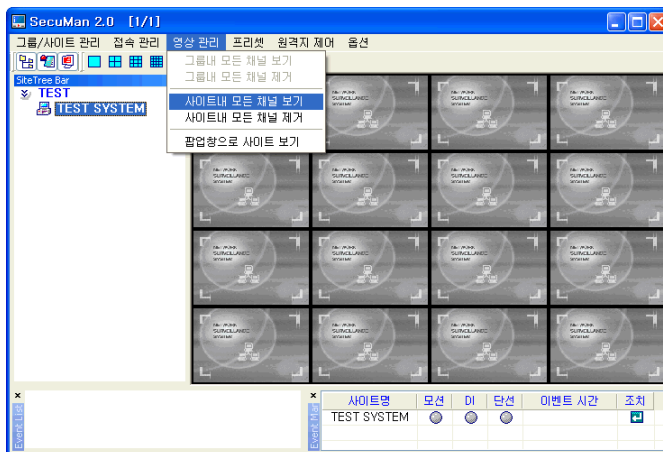 SecuMan 2.0 [1/1]
그룹/사이트 관리 접속 관리 영상 관리 프리셋 원격지 제어 옵션
그룹내 모든 채널 보기
그룹내 모든 채널 제거
사이트내 모든 채널 보기
사이트내 모든 채널 제거
팝업창으로 사이트 보기
SiteTree Bar
TEST
TEST SYSTEM
Event List
Event Mar
사이트명 모션 DI 단선 이벤트 시간 조치
TEST SYSTEM